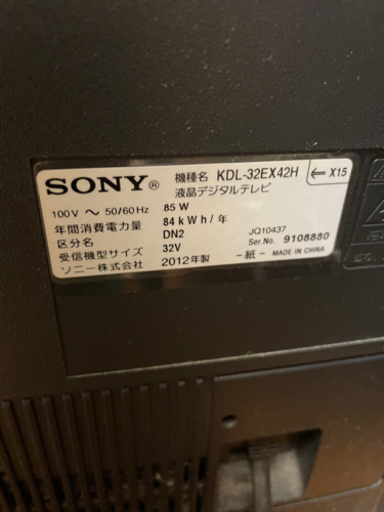 SONY®
機種名 KDL-32EX42H
液晶デジタルテレビ
⇐ X15
100V ～ 50/60Hz 85W
年間消費電力量 84kWh/年
区分名 DN2
受信機型サイズ 32V
ソニー株式会社 2012年製
JQ10437
Ser.No. 9108880
-紙- MADE IN CHINA